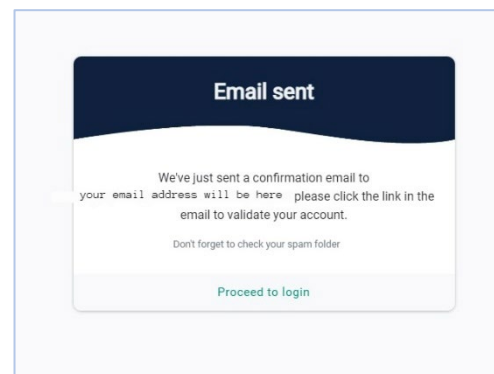 Email sent
We've just sent a confirmation email to
your email address will be here please click the link in the
email to validate your account.
Don't forget to check your spam folder
Proceed to login